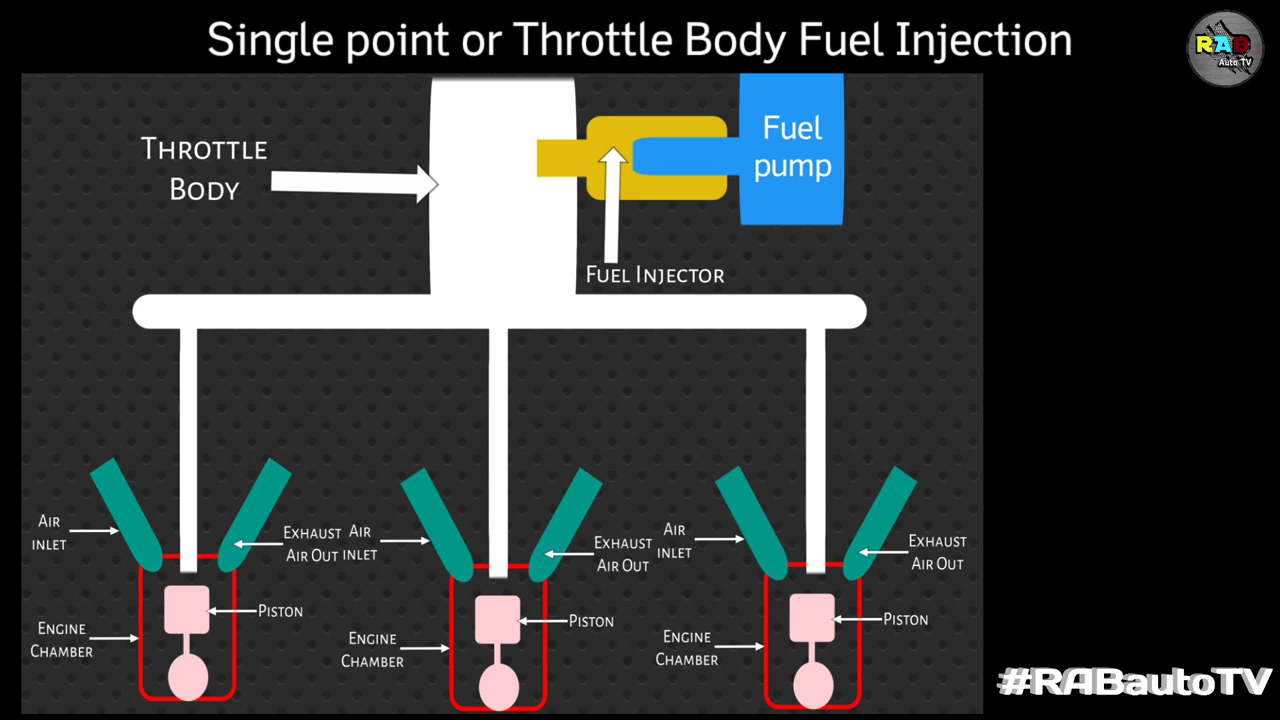 Single point or Throttle Body Fuel Injection
RAB
Auto TV
THROTTLE
BODY
Fuel
pump
FUEL INJECTOR
AIR
INLET
EXHAUST
AIR OUT
PISTON
ENGINE
CHAMBER
AIR
INLET
EXHAUST
AIR OUT
PISTON
ENGINE
CHAMBER
AIR
INLET
EXHAUST
AIR OUT
PISTON
ENGINE
CHAMBER
#RABautoTV